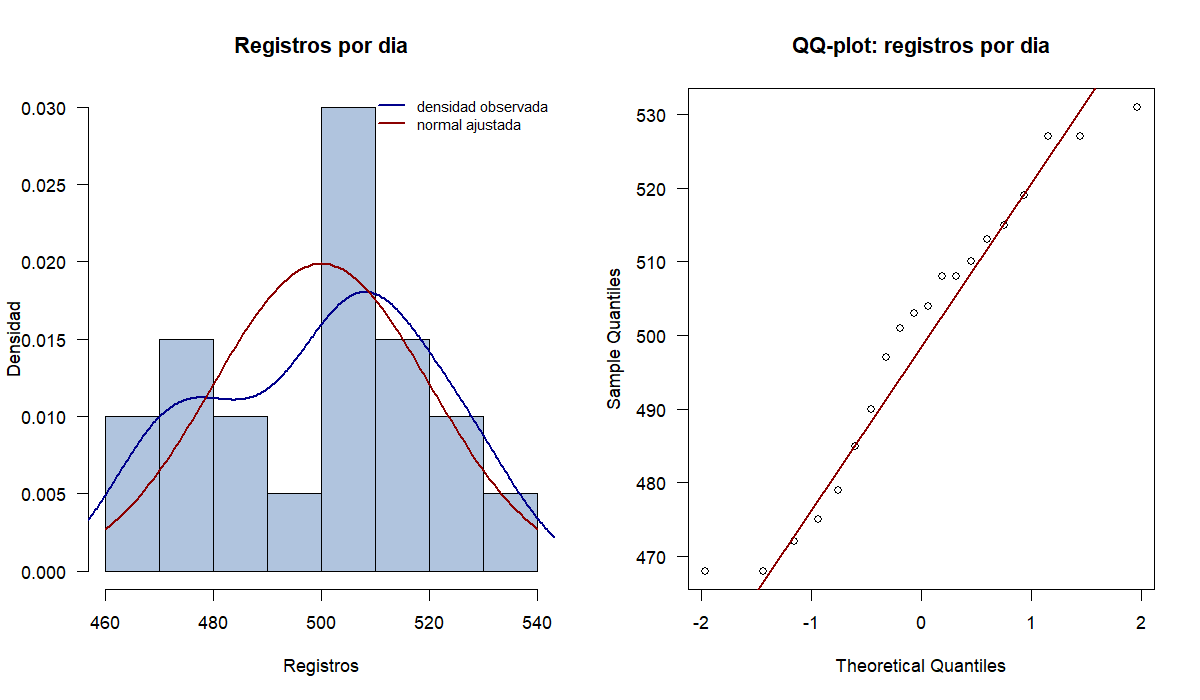 Registros por dia
densidad observada
normal ajustada
Densidad
0.030
0.025
0.020
0.015
0.010
0.005
0.000
460 480 500 520 540
Registros
QQ-plot: registros por dia
Sample Quantiles
530
520
510
500
490
480
470
-2 -1 0 1 2
Theoretical Quantiles